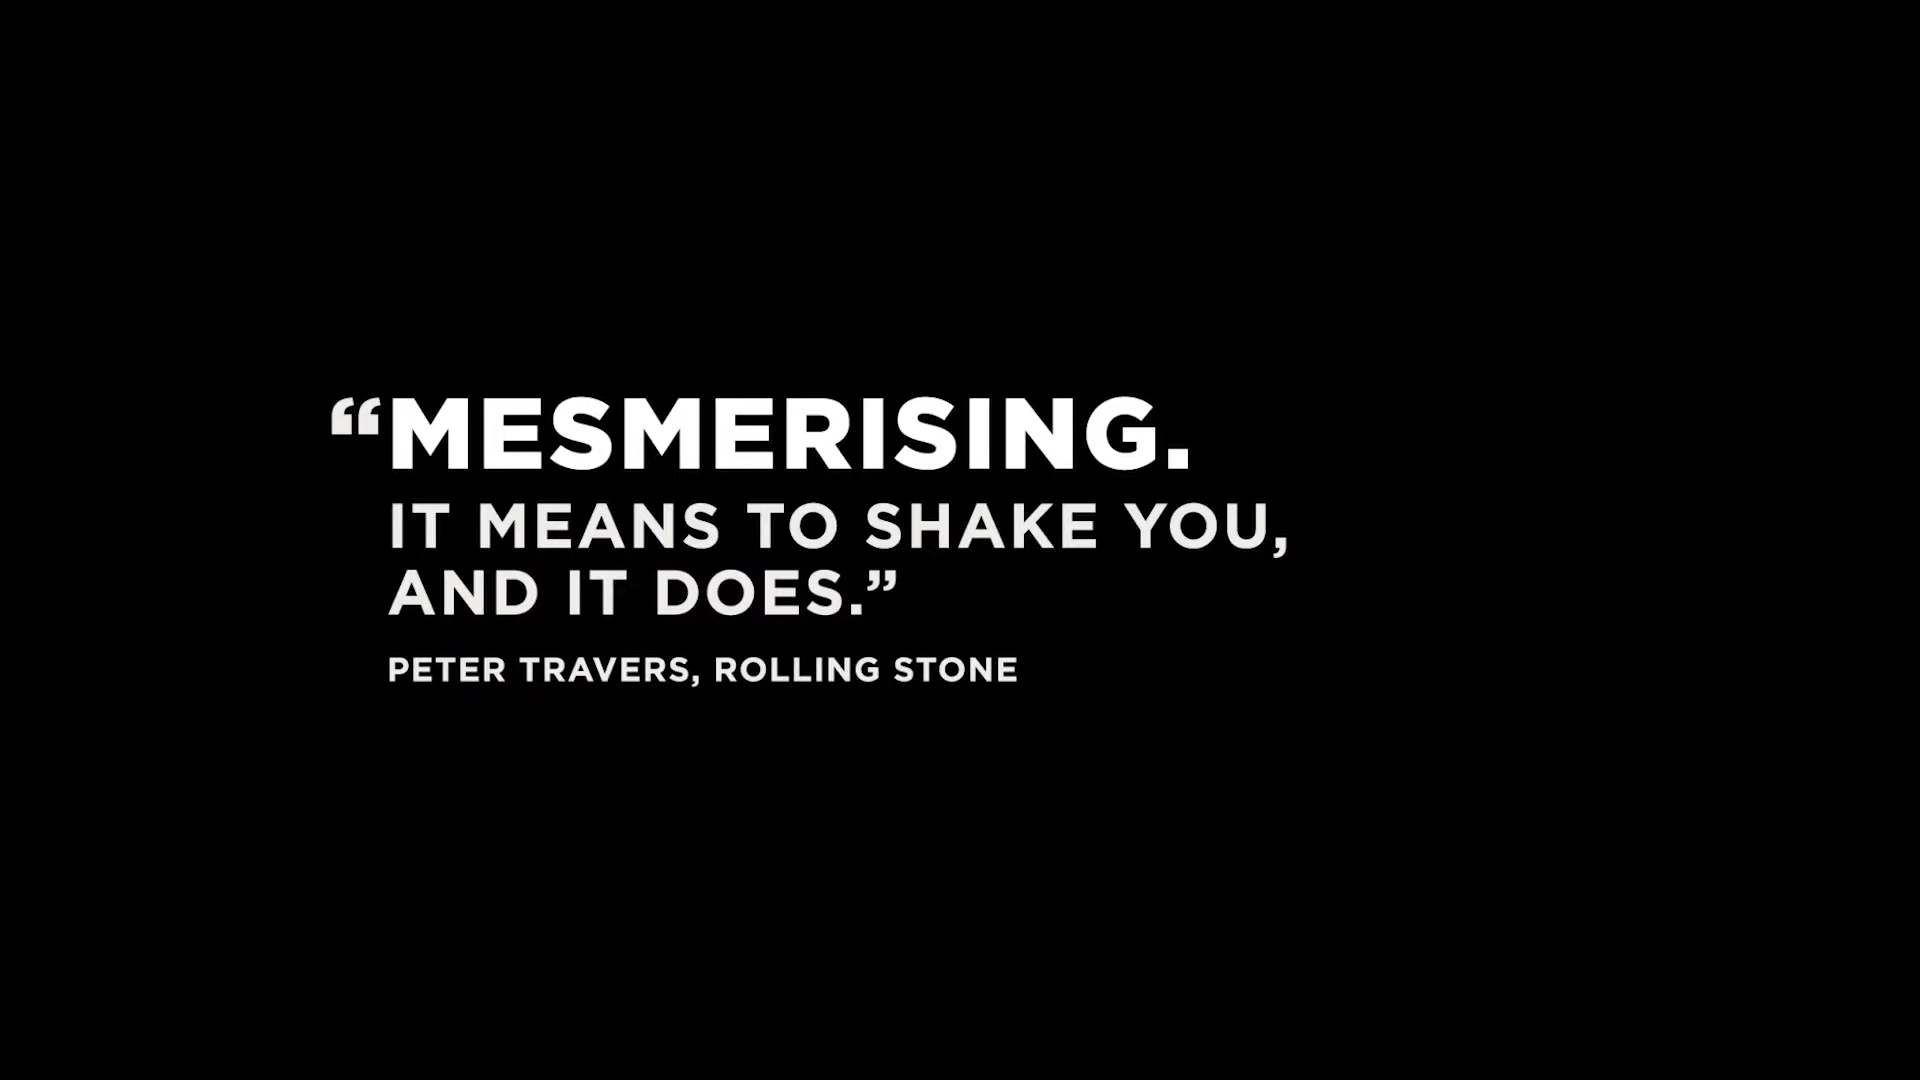 “MESMERISING.
IT MEANS TO SHAKE YOU,
AND IT DOES.”
PETER TRAVERS, ROLLING STONE